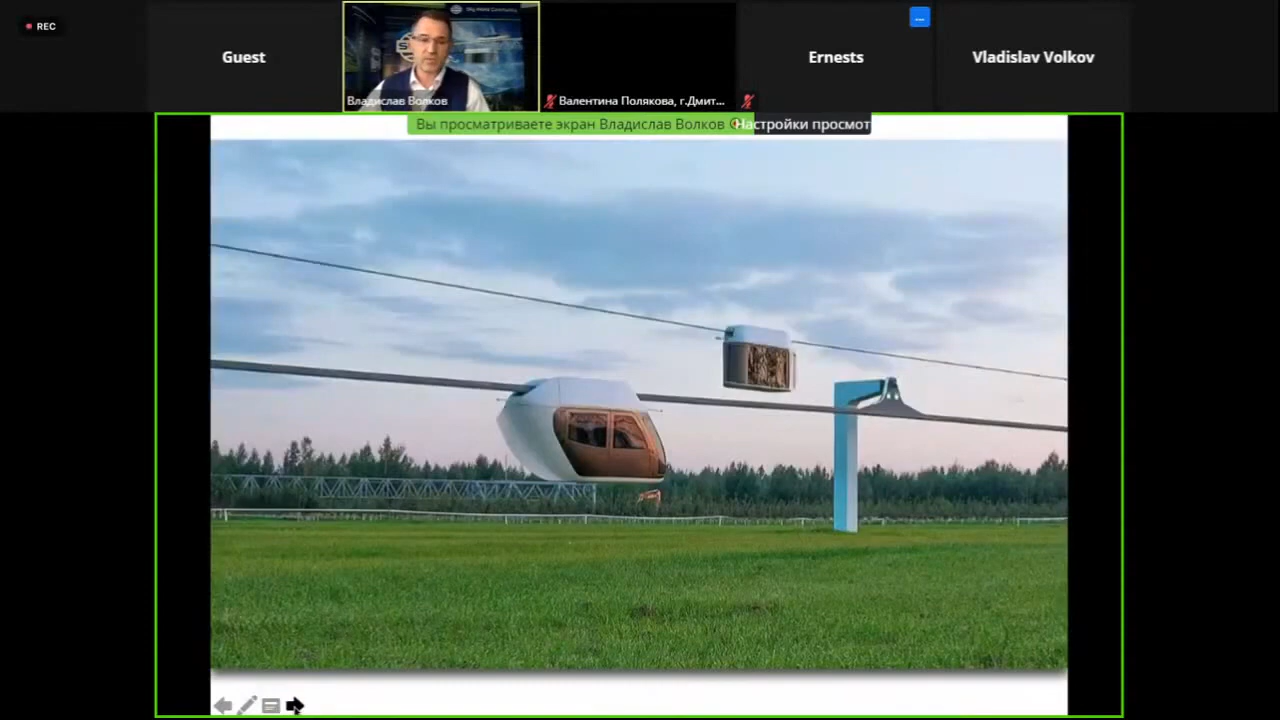 REC
Guest
Владислав Волков
Валентина Полякова, г.Дмит...
...
Ernests
Vladislav Volkov
Вы просматриваете экран Владислав Волков
Настройки просмот